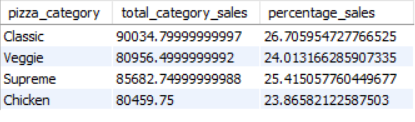 pizza_category total_category_sales percentage_sales
Classic 90034.79999999997 26.705954727766525
Veggie 80956.4499999992 24.013166285907335
Supreme 85682.74999999988 25.415057760449677
Chicken 80459.75 23.86582122587503